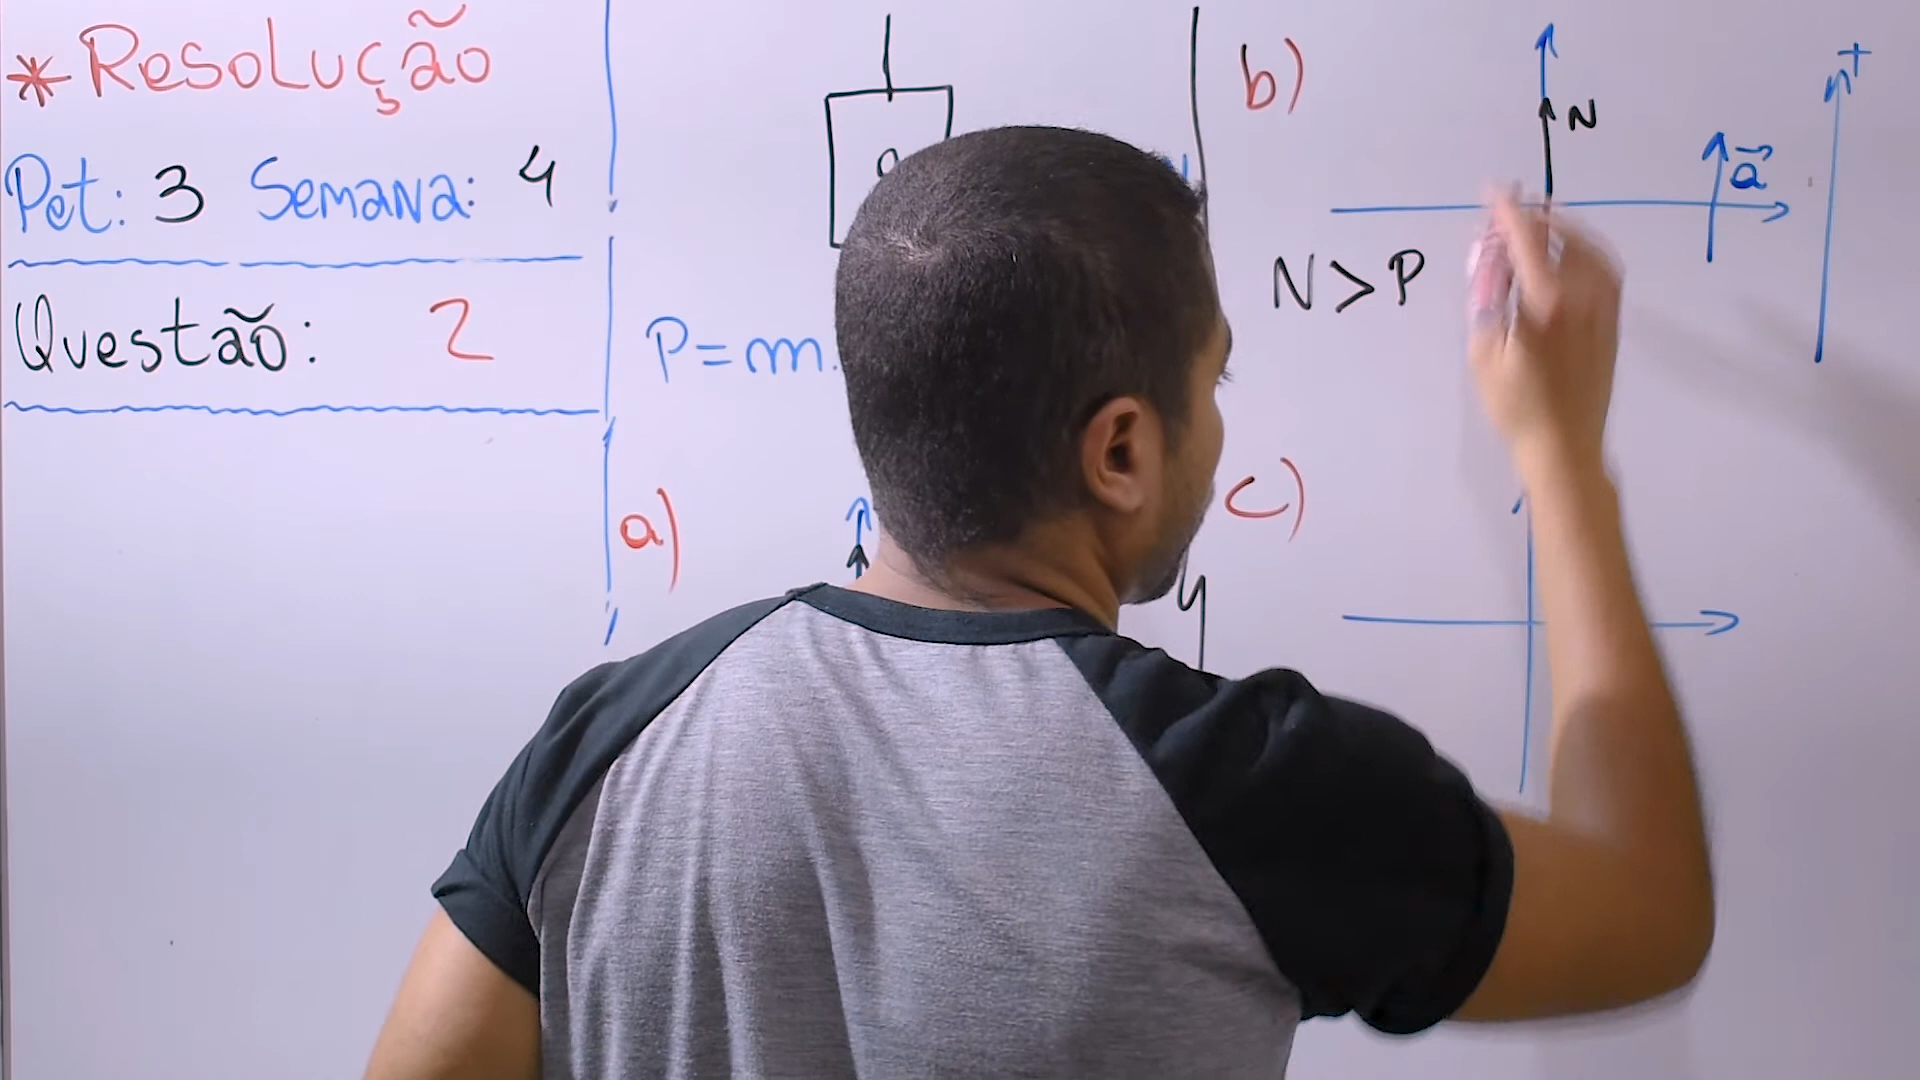 * Resolução
Pet: 3 Semana: 4
Questão: 2
P=m.
a)
b)
N
a
+
N>P
c)